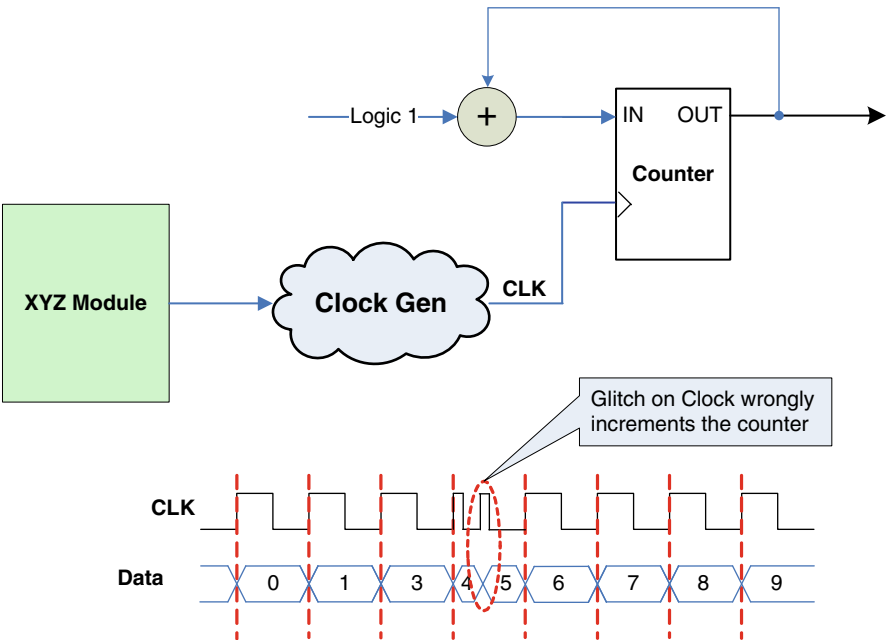 Logic 1
+
IN OUT
Counter
XYZ Module
Clock Gen
CLK
Glitch on Clock wrongly
increments the counter
CLK
Data 0 1 3 4 5 6 7 8 9